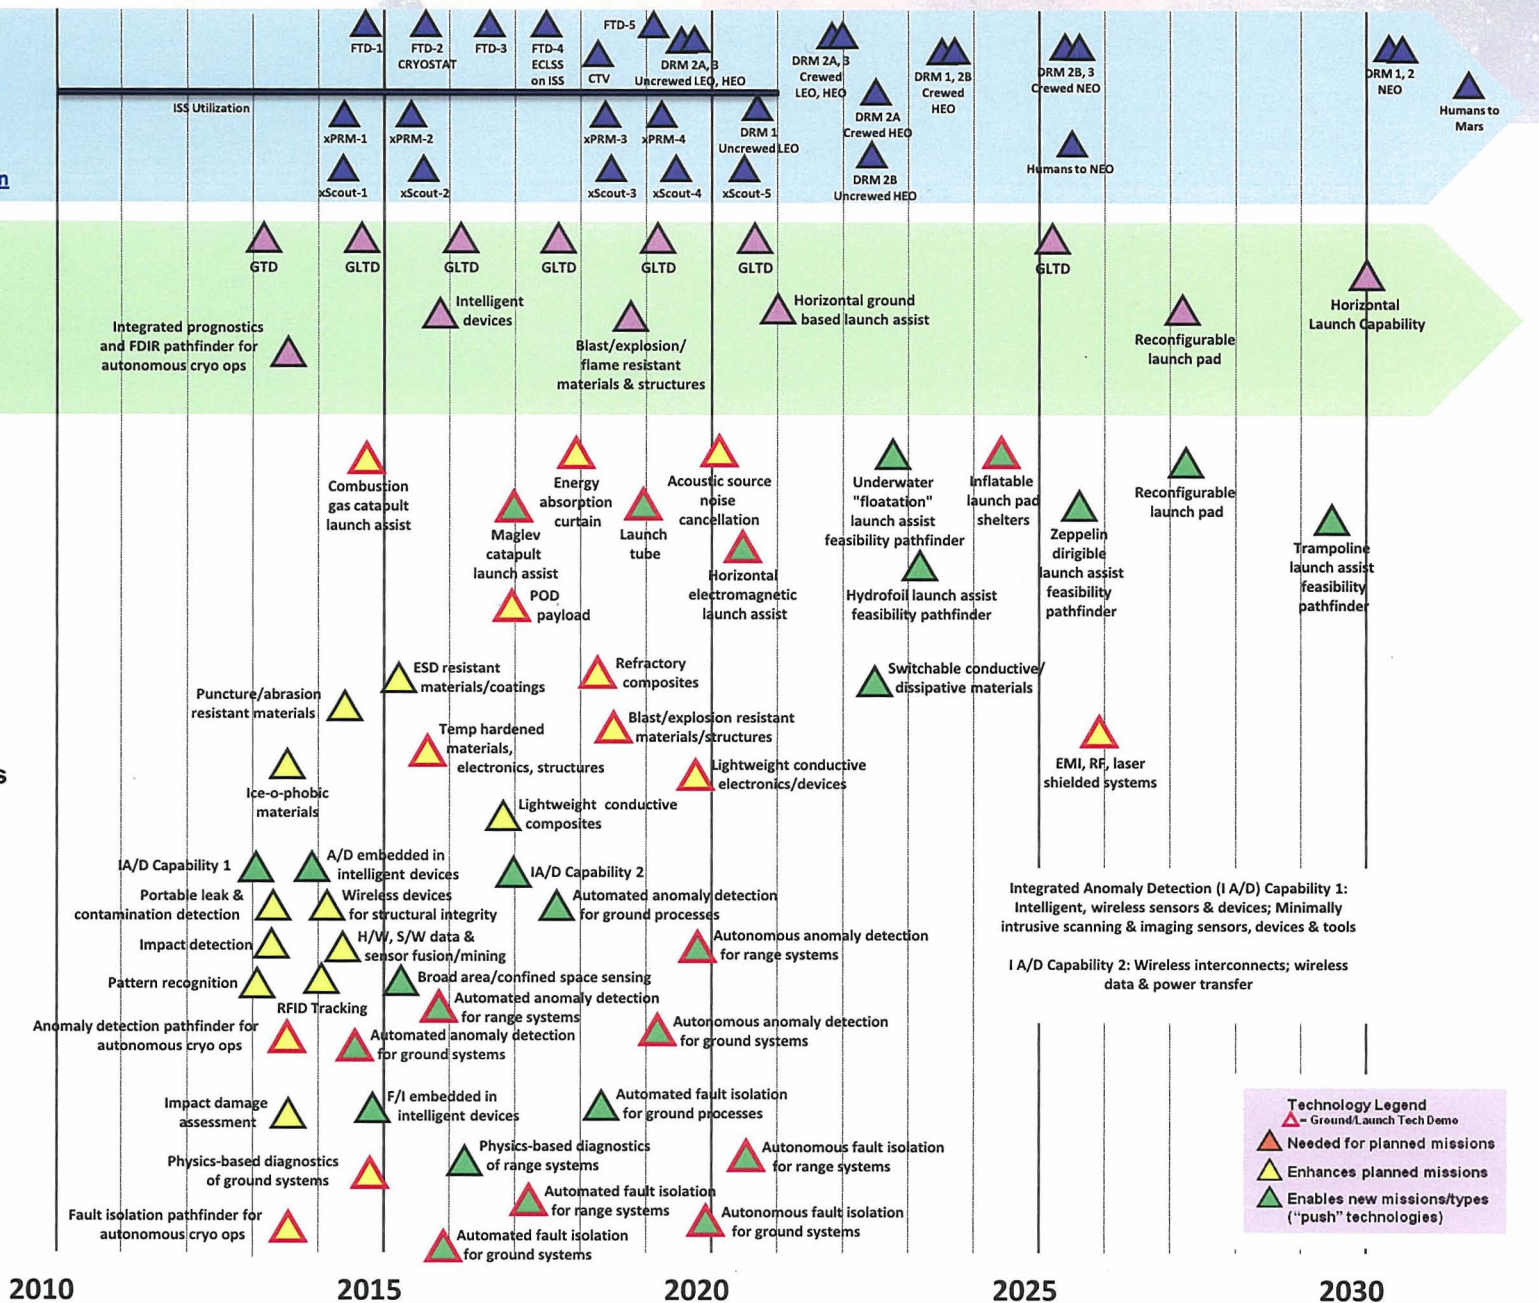 FTD-1
FTD-2
CRYOSTAT
FTD-3
FTD-4
ECLSS
on ISS
CTV
FTD-5
DRM 2A, 3
Uncrewed LEO, HEO
DRM 2A, 3
Crewed
LEO, HEO
DRM 1, 2B
Crewed
HEO
DRM 2B, 3
Crewed NEO
DRM 1, 2
NEO
Humans to
Mars
ISS Utilization
xPRM-1
xPRM-2
xPRM-3
xPRM-4
DRM 1
Uncrewed LEO
DRM 2A
Crewed HEO
Humans to NEO
n
xScout-1
xScout-2
xScout-3
xScout-4
xScout-5
DRM 2B
Uncrewed HEO
GTD
GLTD
GLTD
GLTD
GLTD
GLTD
GLTD
Integrated prognostics
and FDIR pathfinder for
autonomous cryo ops
Intelligent
devices
Blast/explosion/
flame resistant
materials & structures
Horizontal ground
based launch assist
Reconfigurable
launch pad
Horizontal
Launch Capability
Combustion
gas catapult
launch assist
Energy
absorption
curtain
Acoustic source
noise
cancellation
Underwater
"floatation"
launch assist
feasibility pathfinder
Inflatable
launch pad
shelters
Reconfigurable
launch pad
Maglev
catapult
launch assist
Launch
tube
Horizontal
electromagnetic
launch assist
Hydrofoil launch assist
feasibility pathfinder
Zeppelin
dirigible
launch assist
feasibility
pathfinder
Trampoline
launch assist
feasibility
pathfinder
POD
payload
ESD resistant
materials/coatings
Refractory
composites
Switchable conductive/
dissipative materials
Puncture/abrasion
resistant materials
Temp hardened
materials,
electronics, structures
Blast/explosion resistant
materials/structures
EMI, RF, laser
shielded systems
s
Ice-o-phobic
materials
Lightweight conductive
electronics/devices
Lightweight conductive
composites
IA/D Capability 1
A/D embedded in
intelligent devices
IA/D Capability 2
Portable leak &
contamination detection
Wireless devices
for structural integrity
Automated anomaly detection
for ground processes
Impact detection
H/W, S/W data &
sensor fusion/mining
Autonomous anomaly detection
for range systems
Pattern recognition
RFID Tracking
Broad area/confined space sensing
Automated anomaly detection
for range systems
Anomaly detection pathfinder for
autonomous cryo ops
Automated anomaly detection
for ground systems
Autonomous anomaly detection
for ground systems
Integrated Anomaly Detection (I A/D) Capability 1:
Intelligent, wireless sensors & devices; Minimally
intrusive scanning & imaging sensors, devices & tools
I A/D Capability 2: Wireless interconnects; wireless
data & power transfer
Impact damage
assessment
F/I embedded in
intelligent devices
Automated fault isolation
for ground processes
Physics-based diagnostics
of ground systems
Physics-based diagnostics
of range systems
Autonomous fault isolation
for range systems
Automated fault isolation
for range systems
Fault isolation pathfinder for
autonomous cryo ops
Autonomous fault isolation
for ground systems
Automated fault isolation
for ground systems
Technology Legend
= Ground/Launch Tech Demo
Needed for planned missions
Enhances planned missions
Enables new missions/types
("push" technologies)
2010
2015
2020
2025
2030